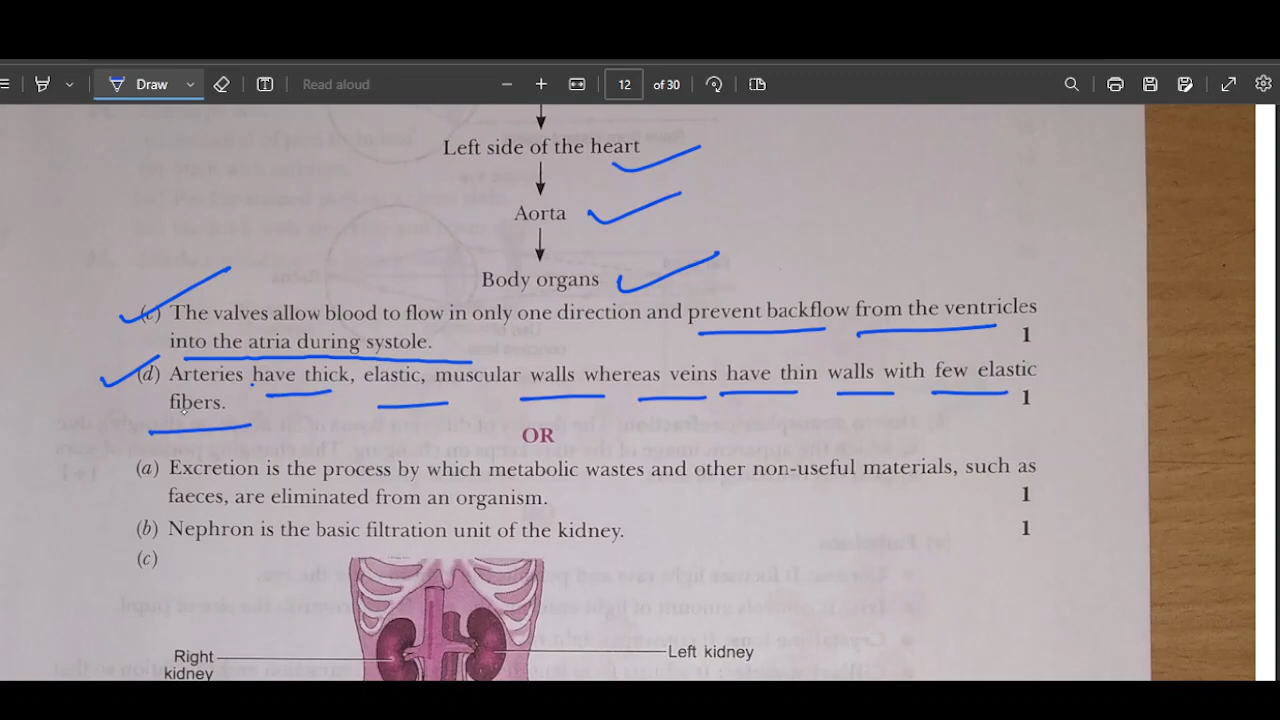 Draw
Read aloud
12 of 30
Left side of the heart
Aorta
Body organs
(c) The valves allow blood to flow in only one direction and prevent backflow from the ventricles
into the atria during systole. 1
(d) Arteries have thick, elastic, muscular walls whereas veins have thin walls with few elastic
fibers. 1
OR
(a) Excretion is the process by which metabolic wastes and other non-useful materials, such as
faeces, are eliminated from an organism. 1
(b) Nephron is the basic filtration unit of the kidney. 1
(c)
Right
kidney
Left kidney